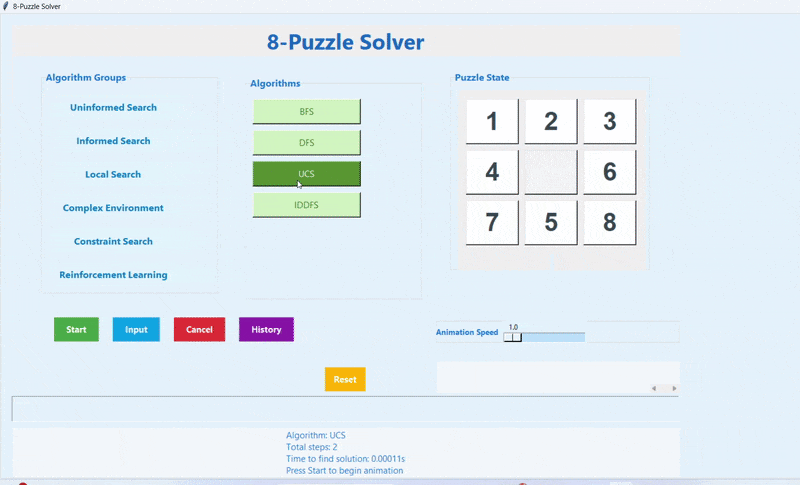 8-Puzzle Solver
8-Puzzle Solver
Algorithm Groups
Uninformed Search
Informed Search
Local Search
Complex Environment
Constraint Search
Reinforcement Learning
Algorithms
BFS
DFS
UCS
IDDFS
Puzzle State
1 2 3
4 6
7 5 8
Start Input Cancel History
Animation Speed 1.0
Reset
Algorithm: UCS
Total steps: 2
Time to find solution: 0.00011s
Press Start to begin animation